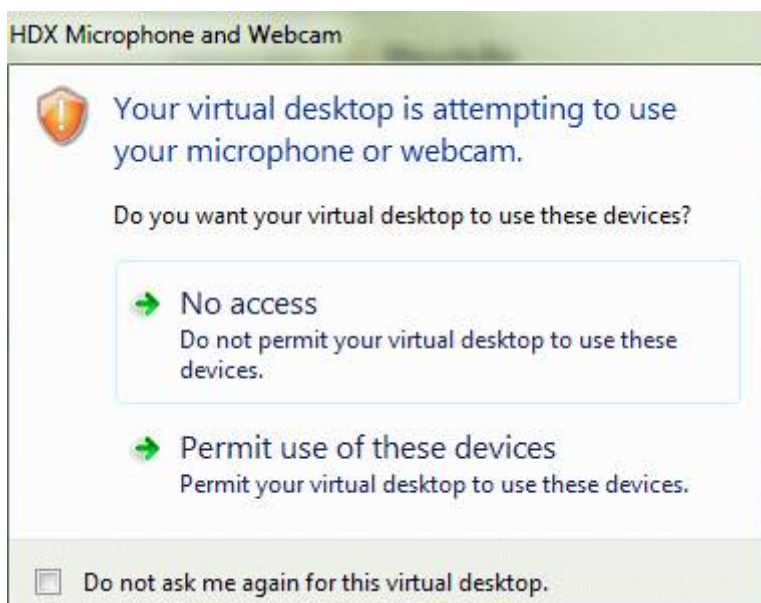 HDX Microphone and Webcam
Your virtual desktop is attempting to use
your microphone or webcam.
Do you want your virtual desktop to use these devices?
No access
Do not permit your virtual desktop to use these
devices.
Permit use of these devices
Permit your virtual desktop to use these devices.
Do not ask me again for this virtual desktop.